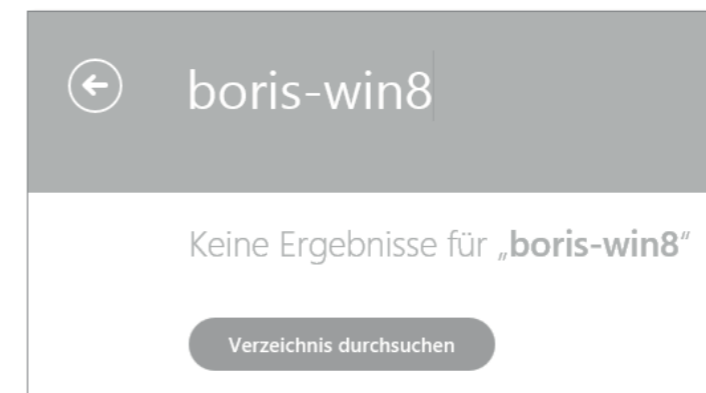 boris-win8
Keine Ergebnisse für „boris-win8“
Verzeichnis durchsuchen